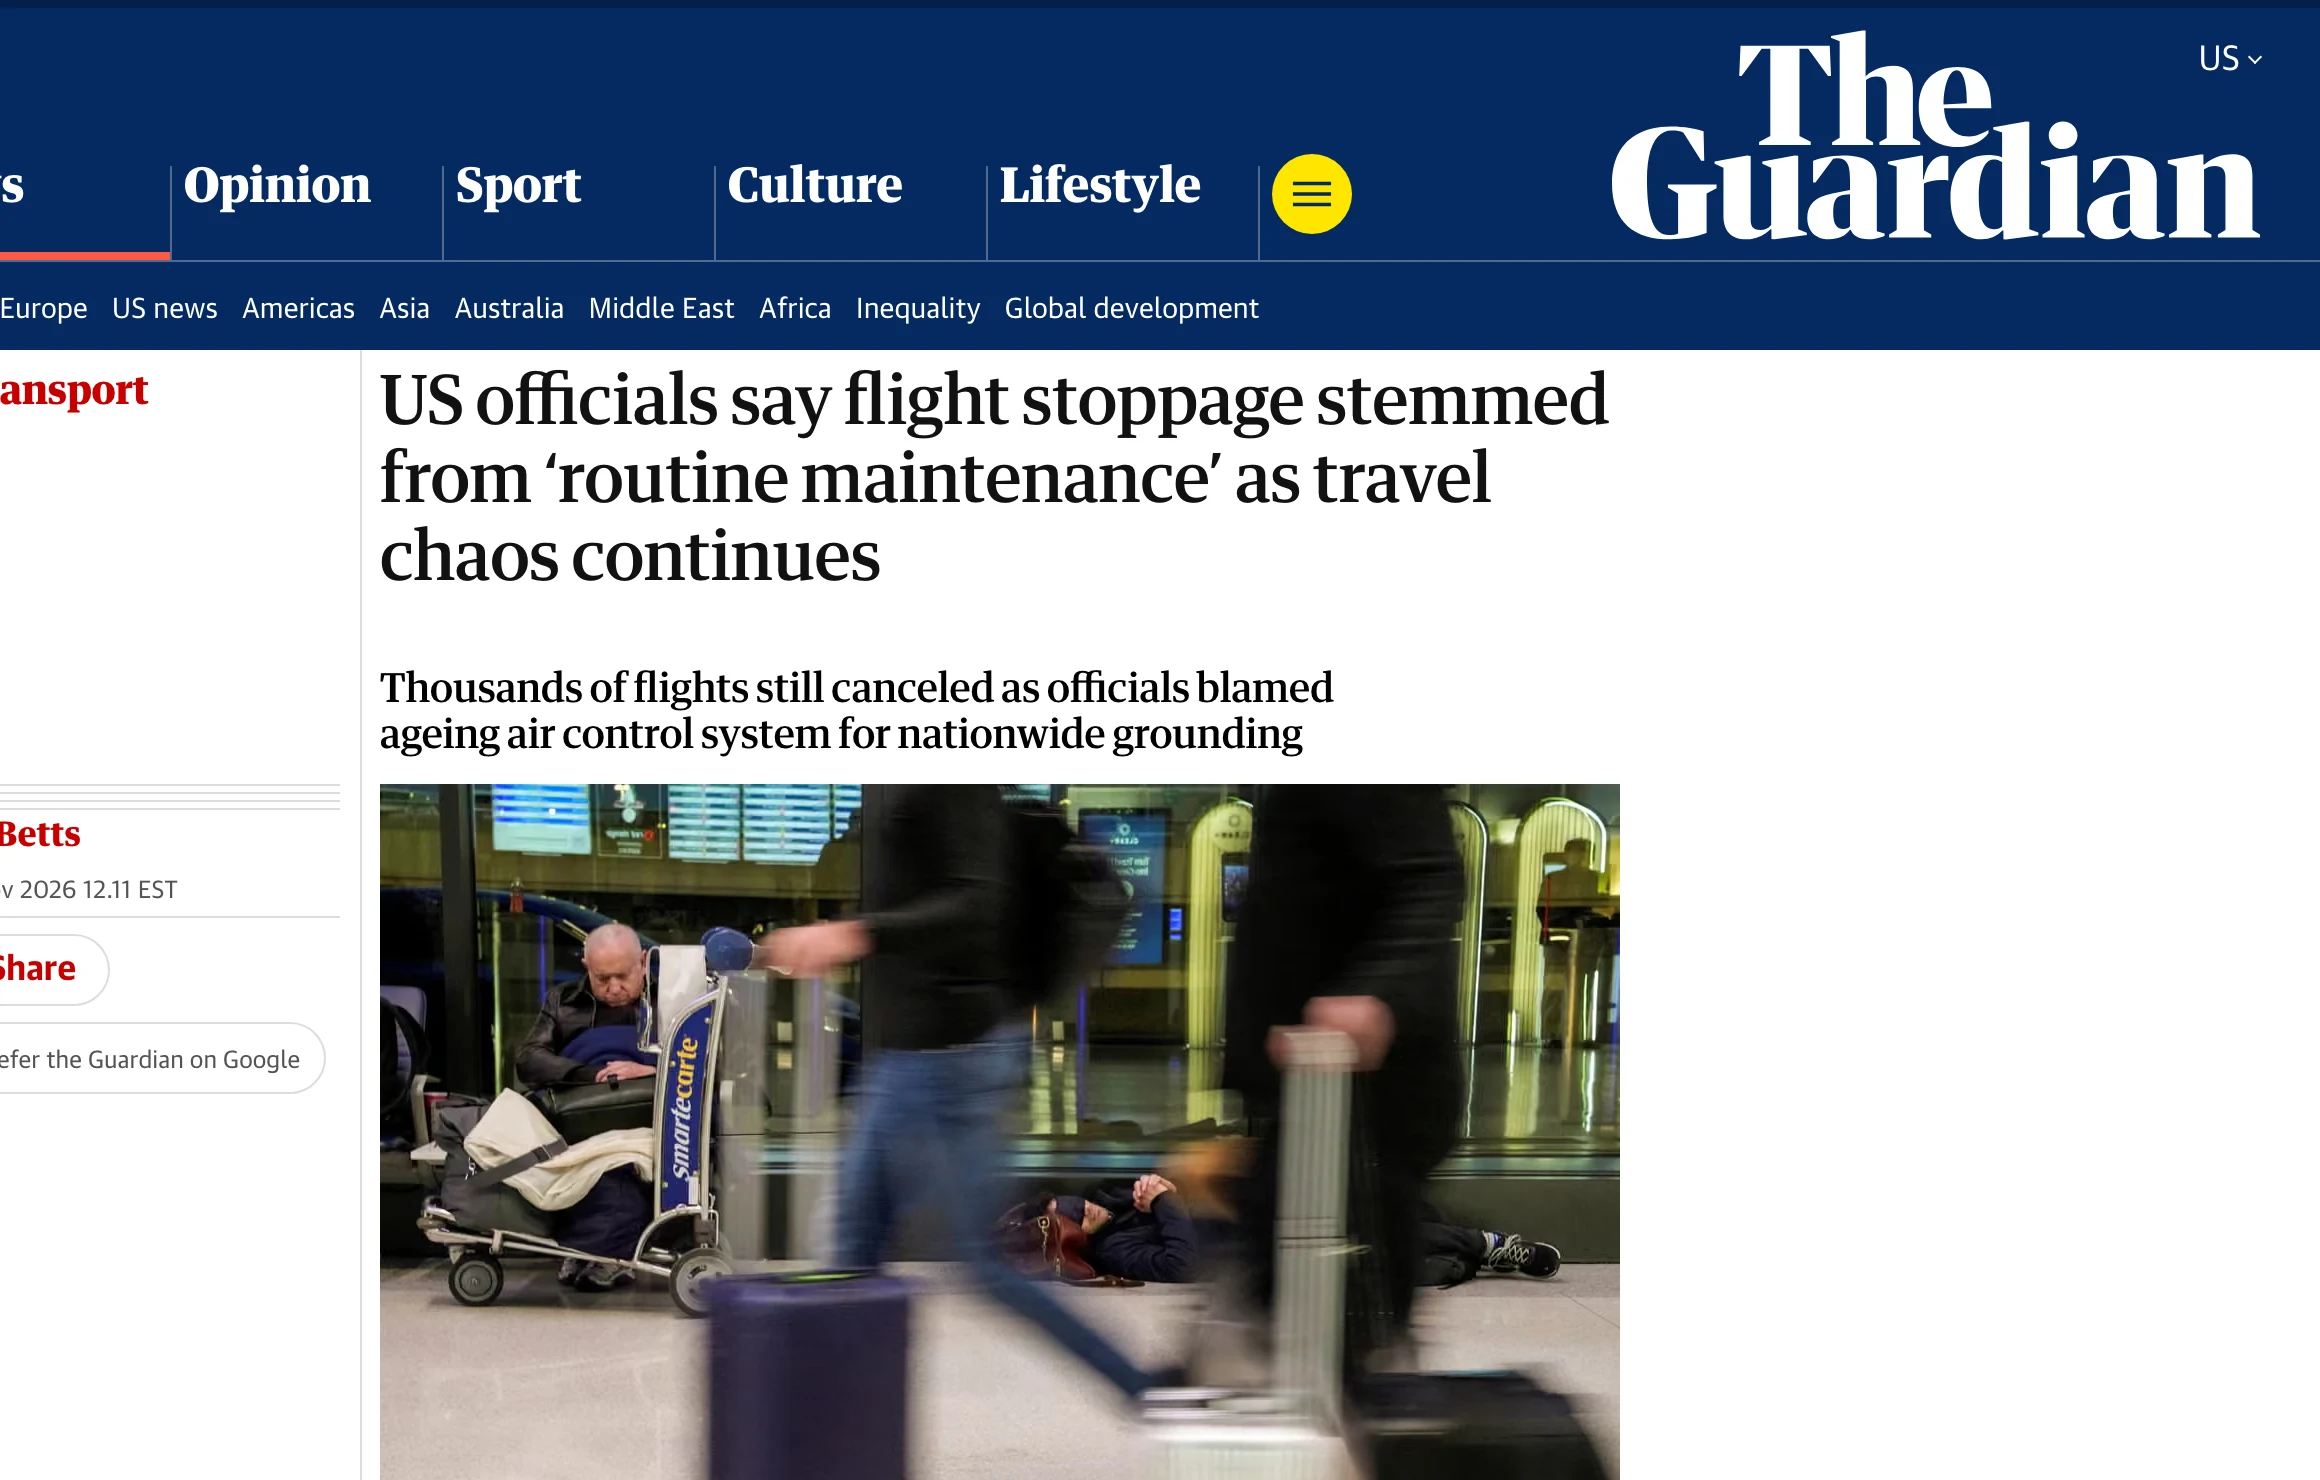 US
The
Guardian
Opinion
Sport
Culture
Lifestyle
Europe US news Americas Asia Australia Middle East Africa Inequality Global development
US officials say flight stoppage stemmed
from ‘routine maintenance’ as travel
chaos continues
Thousands of flights still canceled as officials blamed
ageing air control system for nationwide grounding
Betts
2026 12.11 EST
Share
the Guardian on Google
smartecarte